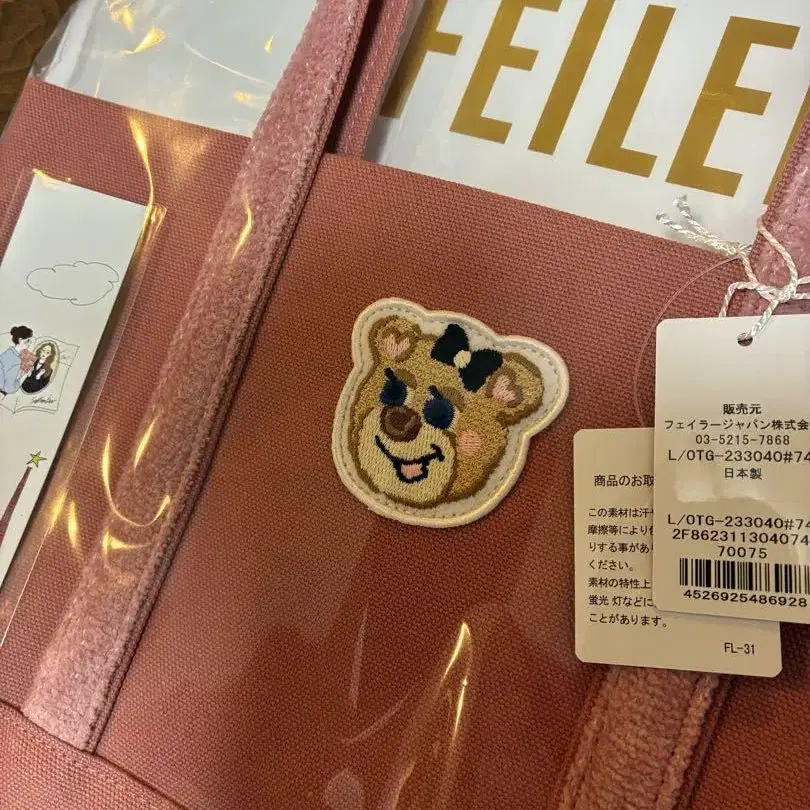 FEILE
販売元
フェイラージャパン株式会
03-5215-7868
L/OTG-233040#74
日本製
L/OTG-233040#74
2F862311304074
70075
4526925486928
商品のお取
この素材は汗や
摩擦等により色
りする事があり
ください。
素材の特性上
蛍光灯などに
ことがあります。
FL-31